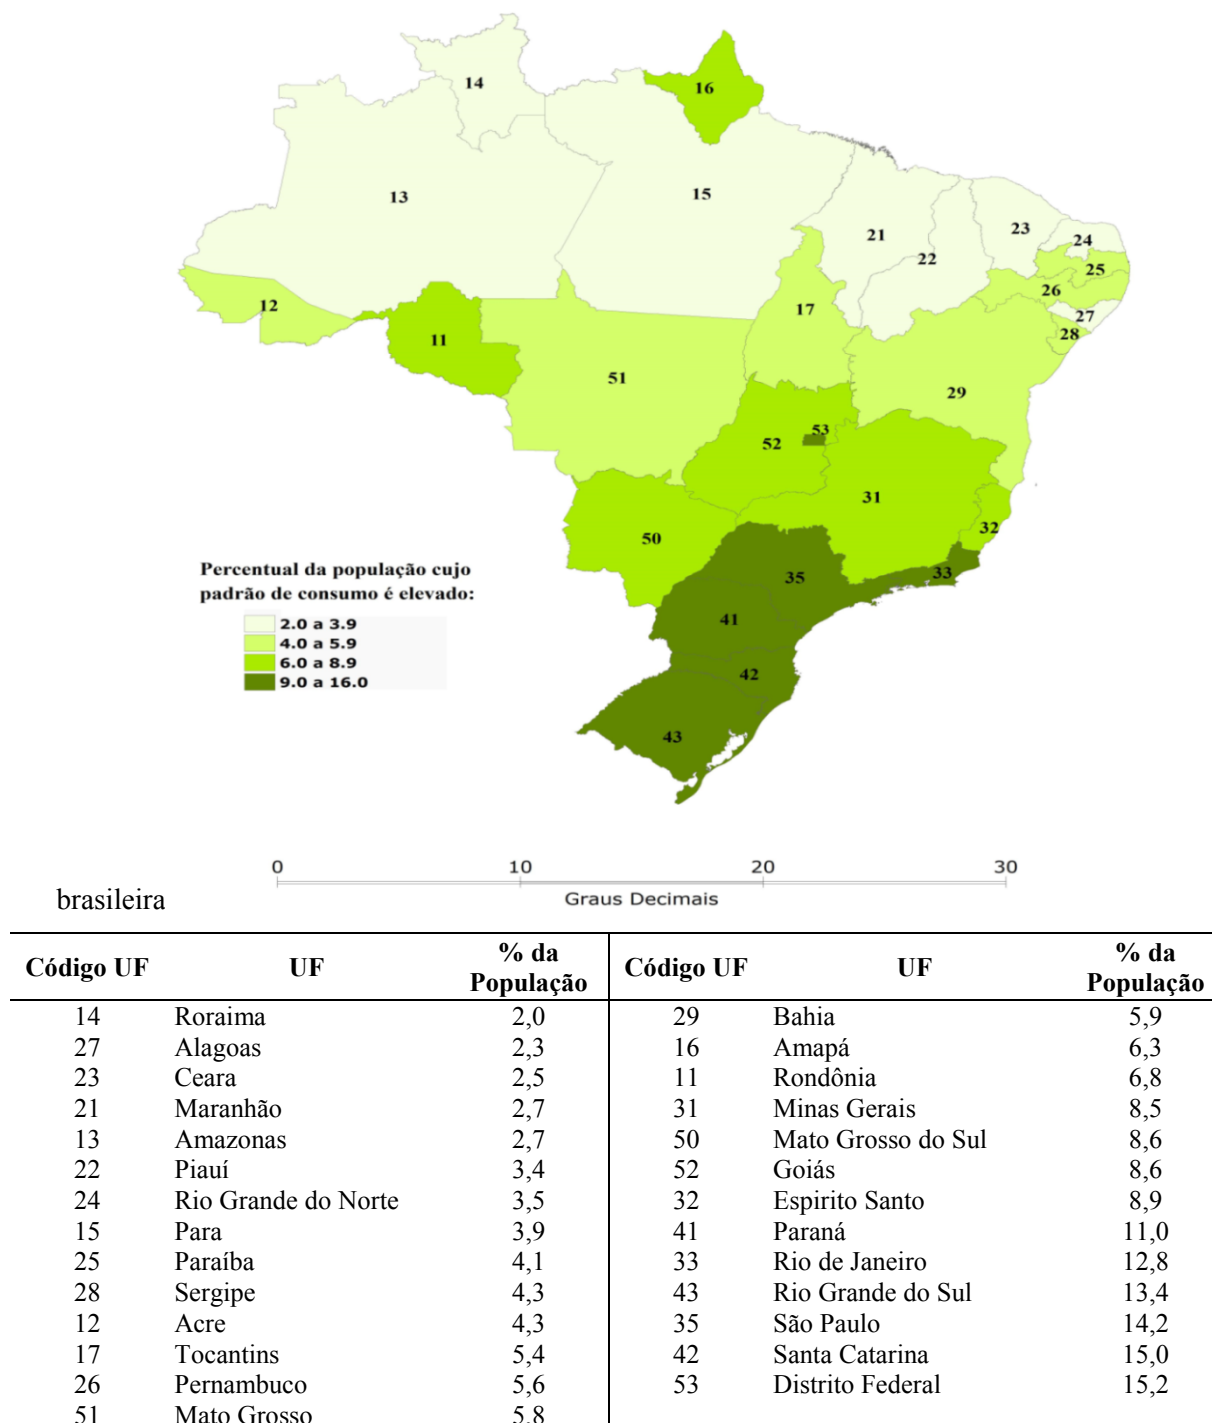 16
14
13
15
21
22
23
24
25
26
27
28
12
17
11
51
29
53
52
31
50
32
33
35
41
42
43
Percentual da população cujo
padrão de consumo é elevado:
2.0 a 3.9
4.0 a 5.9
6.0 a 8.9
9.0 a 16.0
0 10 20 30
Graus Decimais
brasileira
Código UF UF % da População Código UF UF % da População
14 Roraima 2,0 29 Bahia 5,9
27 Alagoas 2,3 16 Amapá 6,3
23 Ceara 2,5 11 Rondônia 6,8
21 Maranhão 2,7 31 Minas Gerais 8,5
13 Amazonas 2,7 50 Mato Grosso do Sul 8,6
22 Piauí 3,4 52 Goiás 8,6
24 Rio Grande do Norte 3,5 32 Espirito Santo 8,9
15 Para 3,9 41 Paraná 11,0
25 Paraíba 4,1 33 Rio de Janeiro 12,8
28 Sergipe 4,3 43 Rio Grande do Sul 13,4
12 Acre 4,3 35 São Paulo 14,2
17 Tocantins 5,4 42 Santa Catarina 15,0
26 Pernambuco 5,6 53 Distrito Federal 15,2
51 Mato Grosso 5,8